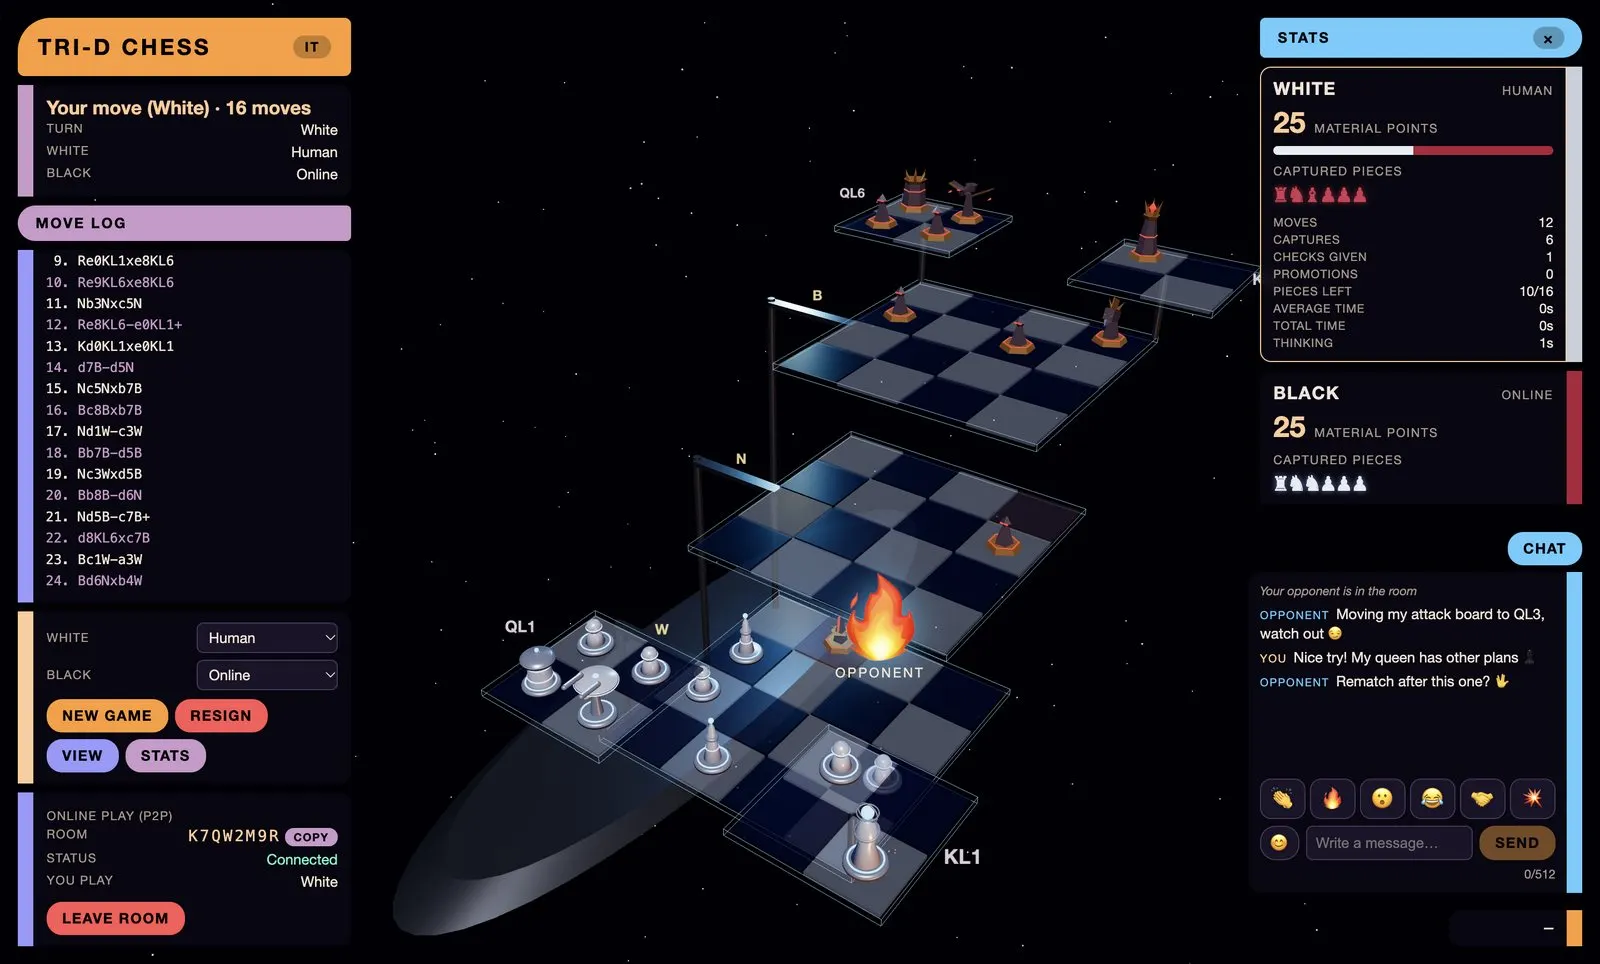 TRI-D CHESS
IT
Your move (White) · 16 moves
TURN White
WHITE Human
BLACK Online
MOVE LOG
9. Re0KL1xe8KL6
10. Re9KL6xe8KL6
11. Nb3Nxc5N
12. Re8KL6–e0KL1+
13. Kd0KL1xe0KL1
14. d7B–d5N
15. Nc5Nxb7B
16. Bc8Bxb7B
17. Nd1W–c3W
18. Bb7B–d5B
19. Nc3Wxd5B
20. Bb8B–d6N
21. Nd5B–c7B+
22. d8KL6xc7B
23. Bc1W–a3W
24. Bd6Nxb4W
WHITE Human
BLACK Online
NEW GAME RESIGN
VIEW STATS
ONLINE PLAY (P2P)
ROOM K7QW2M9R COPY
STATUS Connected
YOU PLAY White
LEAVE ROOM
QL6
K
B
N
QL1
W
OPPONENT
KL1
STATS ×
WHITE HUMAN
25 MATERIAL POINTS
CAPTURED PIECES
MOVES 12
CAPTURES 6
CHECKS GIVEN 1
PROMOTIONS 0
PIECES LEFT 10/16
AVERAGE TIME 0s
TOTAL TIME 0s
THINKING 1s
BLACK ONLINE
25 MATERIAL POINTS
CAPTURED PIECES
CHAT
Your opponent is in the room
OPPONENT Moving my attack board to QL3,
watch out 😏
YOU Nice try! My queen has other plans
OPPONENT Rematch after this one? 🖖
Write a message…
SEND
0/512
–